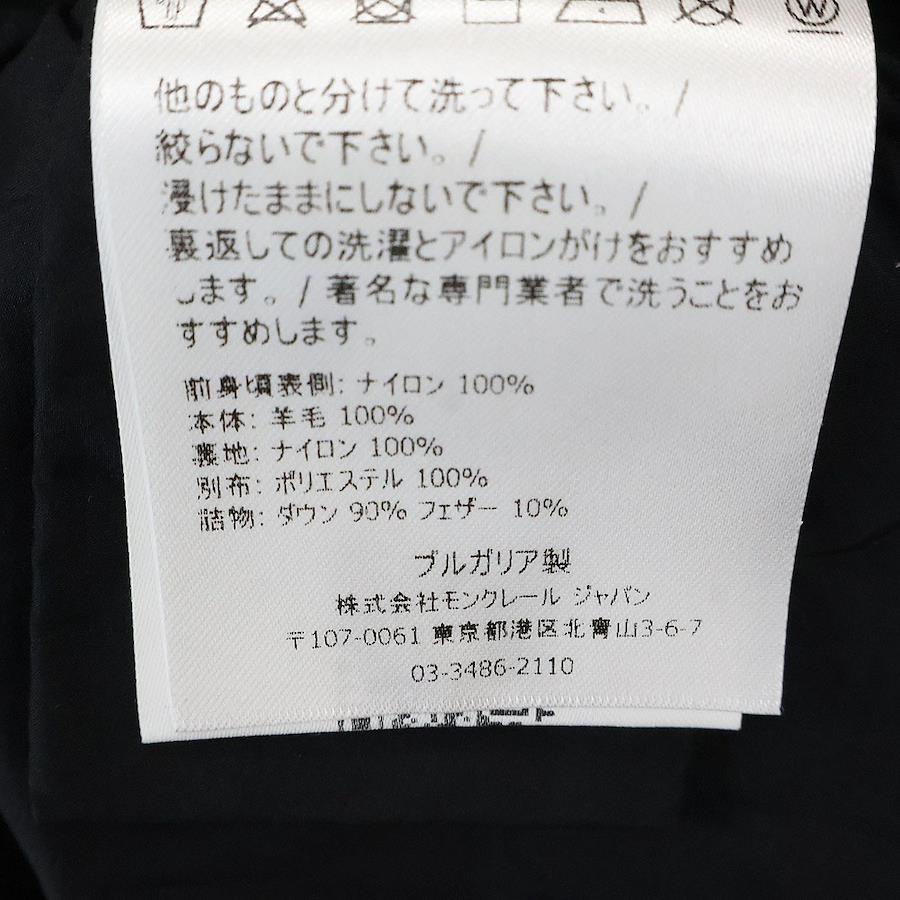 W
他のものと分けて洗って下さい。/
絞らないで下さい。/
浸けたままにしないで下さい。/
裏返しての洗濯とアイロンがけをおすすめ
します。/ 著名な専門業者で洗うことをお
すすめします。
前身頃表側: ナイロン 100%
本体: 羊毛 100%
裏地: ナイロン 100%
別布: ポリエステル 100%
詰物: ダウン 90% フェザー 10%
ブルガリア製
株式会社モンクレール ジャパン
〒107-0061 東京都港区北青山3-6-7
03-3486-2110